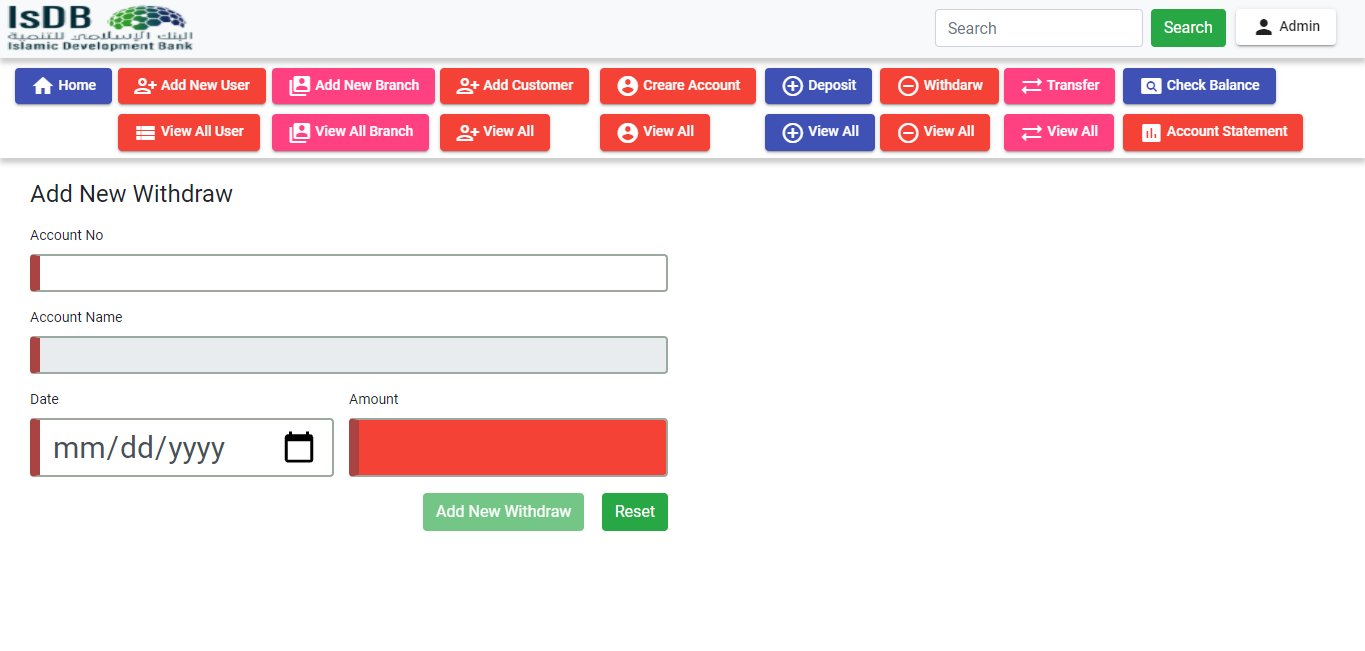 IsDB
البنك الإسلامي للتنمية
Islamic Development Bank
Search
Search
Admin
Home
Add New User
Add New Branch
Add Customer
Creare Account
Deposit
Withdarw
Transfer
Check Balance
View All User
View All Branch
View All
View All
View All
View All
View All
Account Statement
Add New Withdraw
Account No
Account Name
Date
Amount
mm/dd/yyyy
Add New Withdraw
Reset